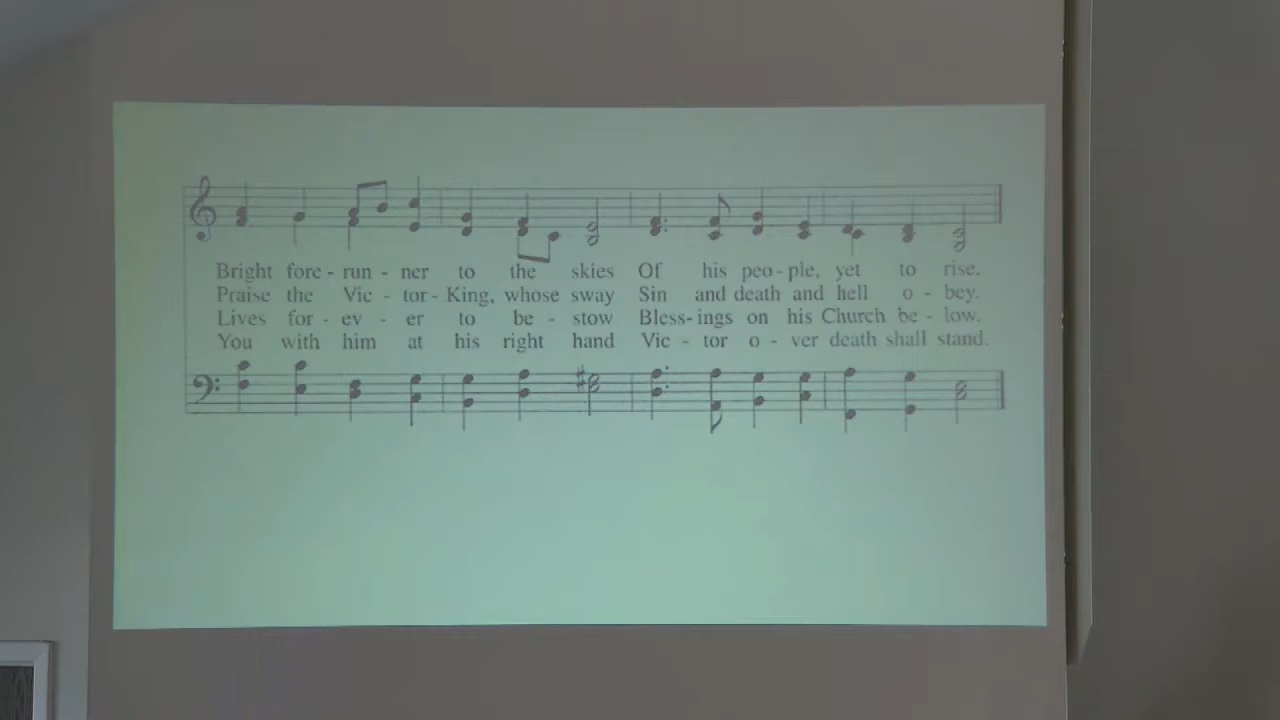 Bright fore - run - ner to the skies Of his peo - ple, yet to rise.
Praise the Vic - tor - King, whose sway Sin and death and hell o - bey.
Lives for - ev - er to be - stow Bless - ings on his Church be - low.
You with him at his right hand Vic - tor o - ver death shall stand.